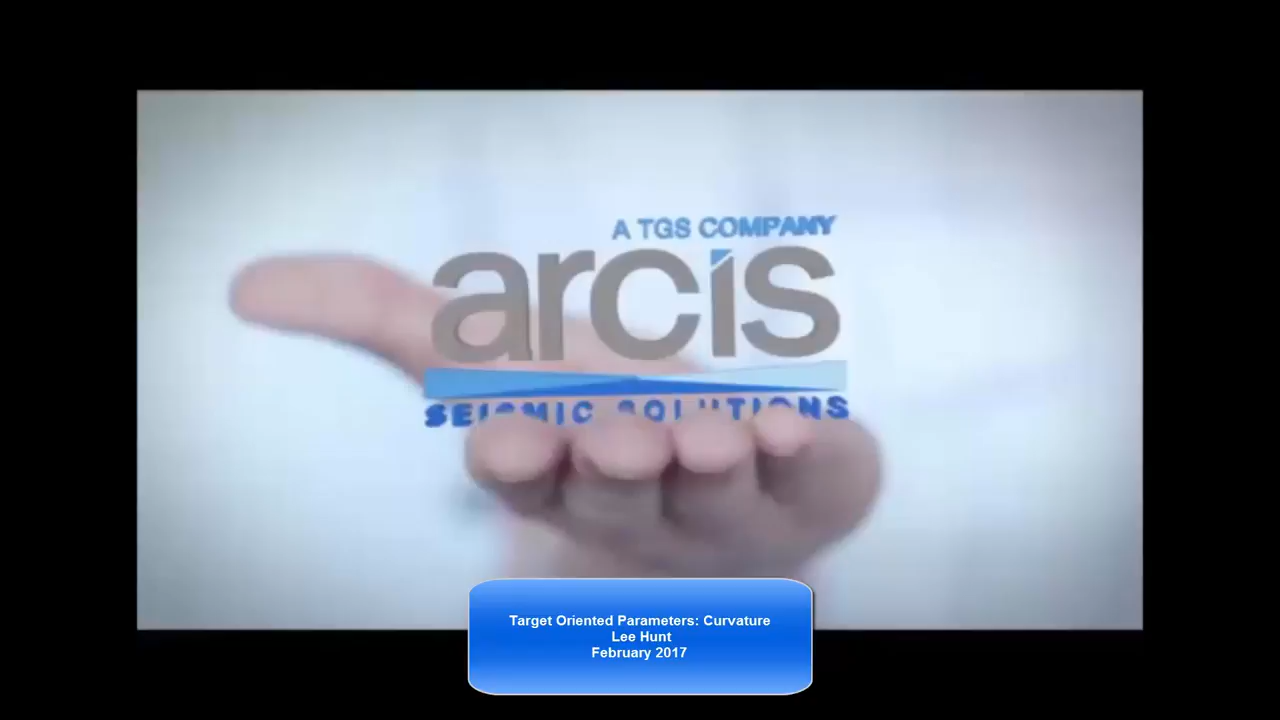 A TGS COMPANY
arcis
SEISMIC SOLUTIONS
Target Oriented Parameters: Curvature
Lee Hunt
February 2017